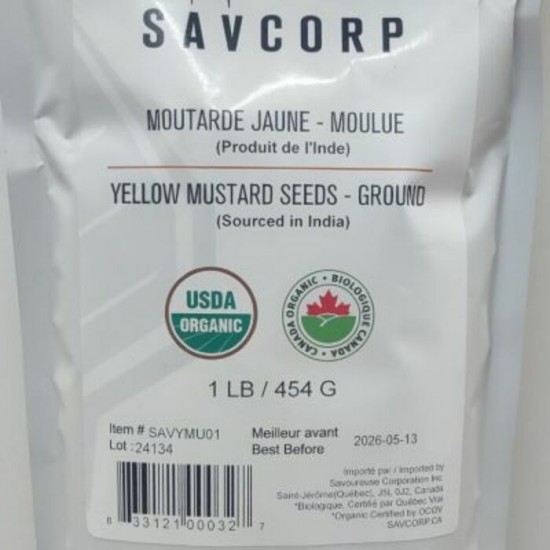 SAVCORP
MOUTARDE JAUNE - MOULUE
(Produit de l'Inde)
YELLOW MUSTARD SEEDS - GROUND
(Sourced in India)
USDA
ORGANIC
CANADA ORGANIC • BIOLOGIQUE CANADA •
1 LB / 454 G
Item # SAVYMU01
Lot :24134
Meilleur avant
Best Before
2026-05-13
Importé par / Imported by
Savoureuse Corporation Inc
Saint-Jérôme(Québec), J5L 0J2, Canada
*Biologique, Certifié par Québec Vrai
*Organic Certified by OCQV
SAVCORP.CA
8 33121 00032 7